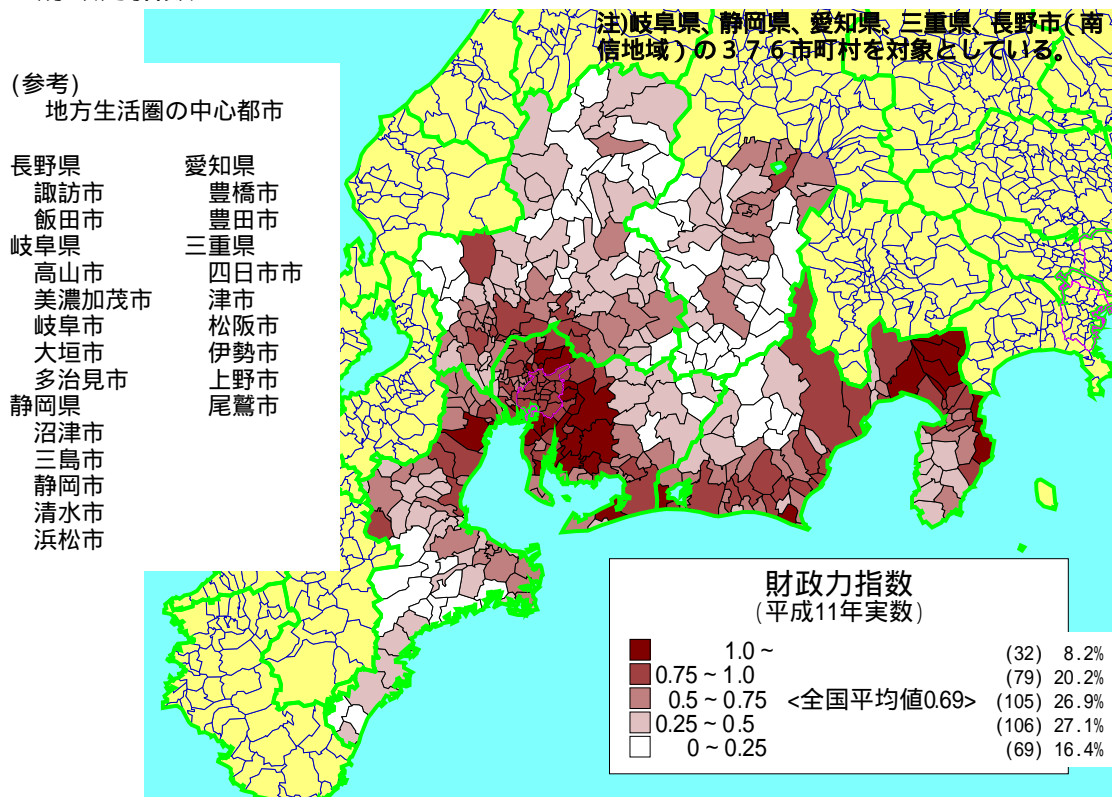 注)岐阜県、静岡県、愛知県、三重県、長野市(南
信地域)の376市町村を対象としている。
(参考)
地方生活圏の中心都市
長野県 愛知県
諏訪市 豊橋市
飯田市 豊田市
岐阜県 三重県
高山市 四日市市
美濃加茂市 津市
岐阜市 松阪市
大垣市 伊勢市
多治見市 上野市
静岡県 尾鷲市
沼津市
三島市
静岡市
清水市
浜松市
財政力指数
(平成11年実数)
1.0~ (32) 8.2%
0.75~1.0 (79) 20.2%
0.5~0.75 <全国平均値0.69> (105) 26.9%
0.25~0.5 (106) 27.1%
0~0.25 (69) 16.4%